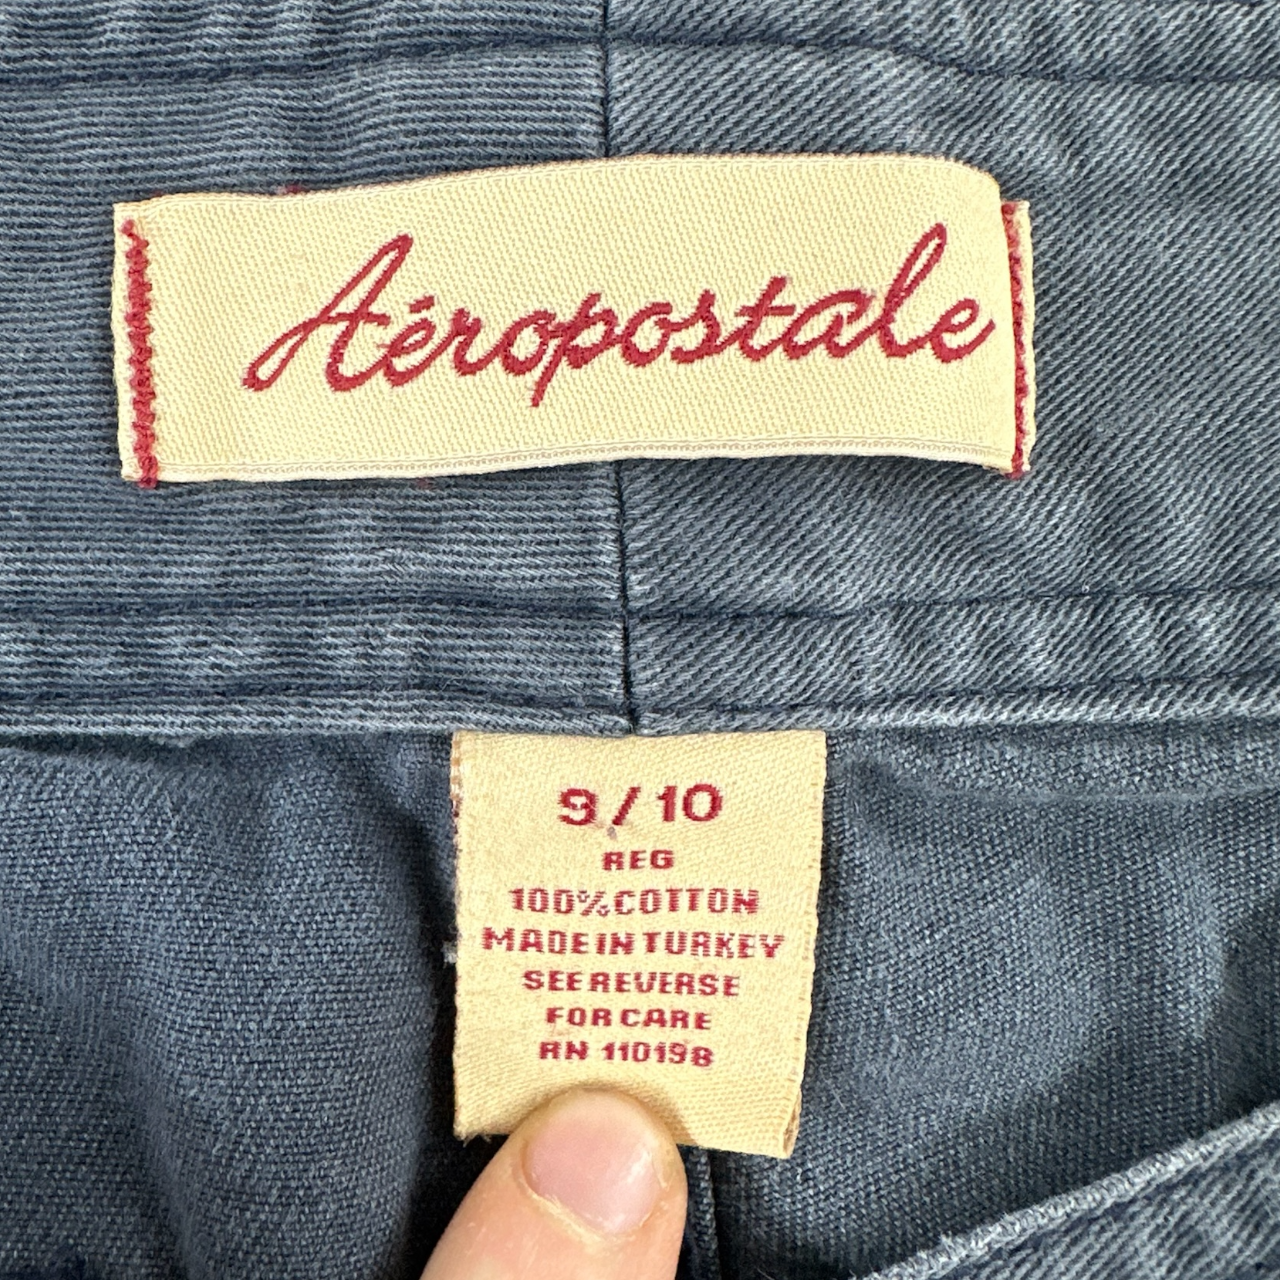 Aéropostale
9/10
REG
100%COTTON
MADE IN TURKEY
SEE REVERSE
FOR CARE
RN 110198